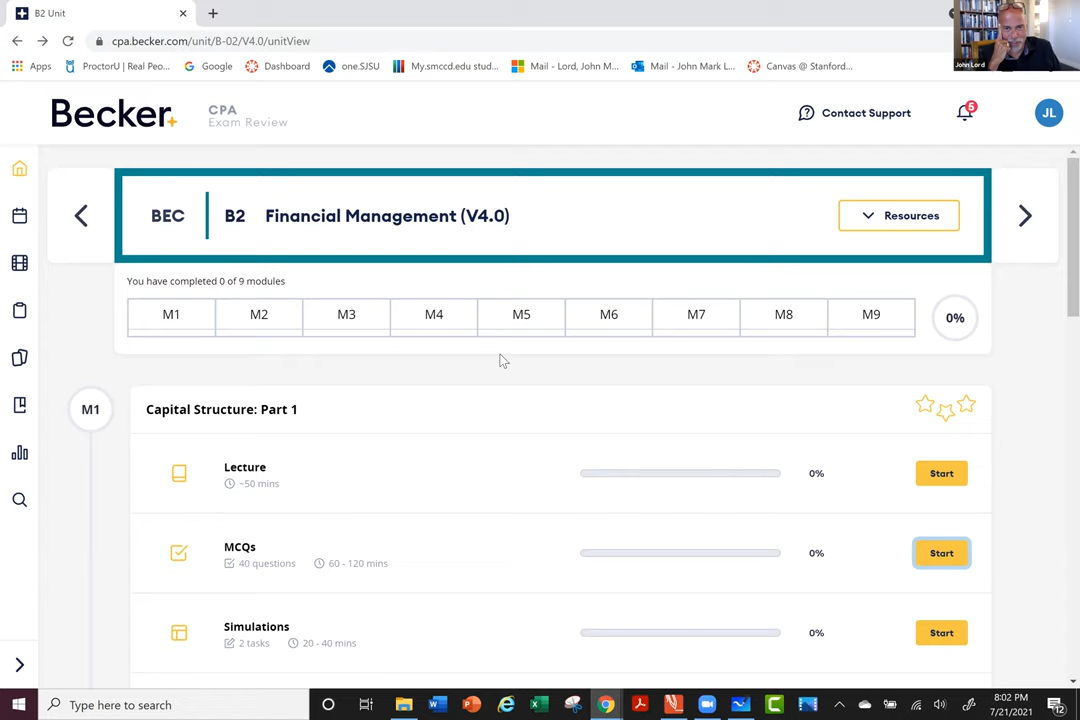 B2 Unit
cpa.becker.com/unit/B-02/V4.0/unitView
Apps
ProctorU | Real Peo...
Google
Dashboard
one.SJSU
My.smccd.edu stud...
Mail - Lord, John M...
Mail - John Mark L...
Canvas @ Stanford...
John Lord
Becker
CPA
Exam Review
Contact Support
5
JL
BEC
B2
Financial Management (V4.0)
Resources
You have completed 0 of 9 modules
M1
M2
M3
M4
M5
M6
M7
M8
M9
0%
M1
Capital Structure: Part 1
Lecture
~50 mins
0%
Start
MCQs
40 questions
60 - 120 mins
0%
Start
Simulations
2 tasks
20 - 40 mins
0%
Start
Type here to search
8:02 PM
7/21/2021
12